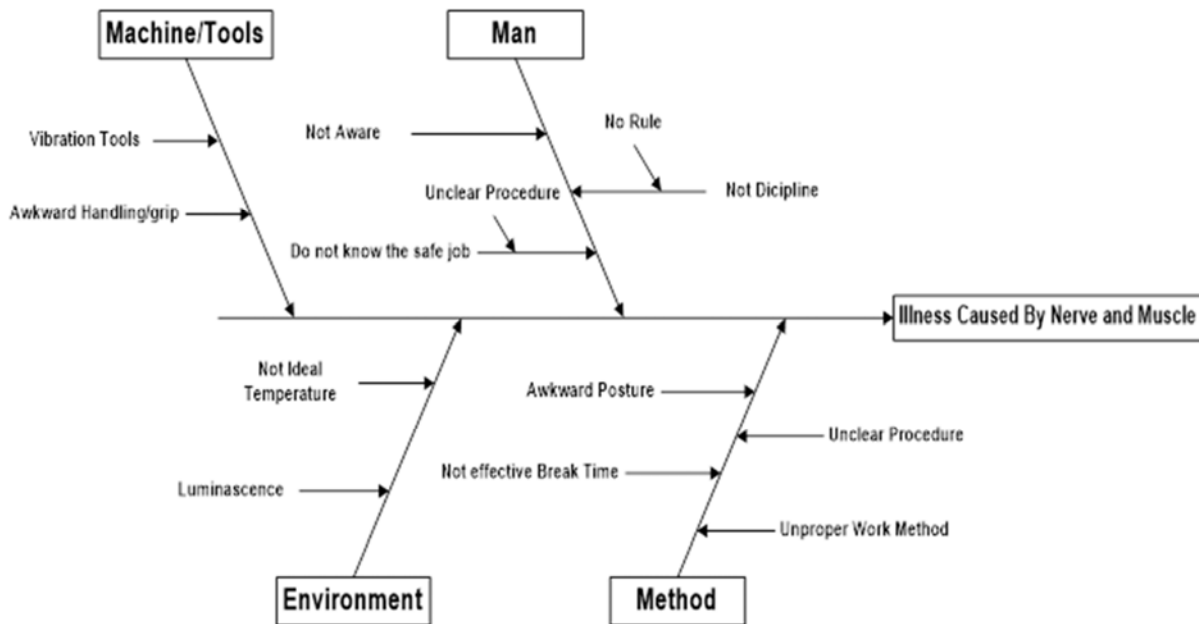 Machine/Tools
Man
Vibration Tools
Awkward Handling/grip
Not Aware
No Rule
Not Dicipline
Unclear Procedure
Do not know the safe job
Illness Caused By Nerve and Muscle
Not Ideal
Temperature
Luminascence
Awkward Posture
Unclear Procedure
Not effective Break Time
Unproper Work Method
Environment
Method